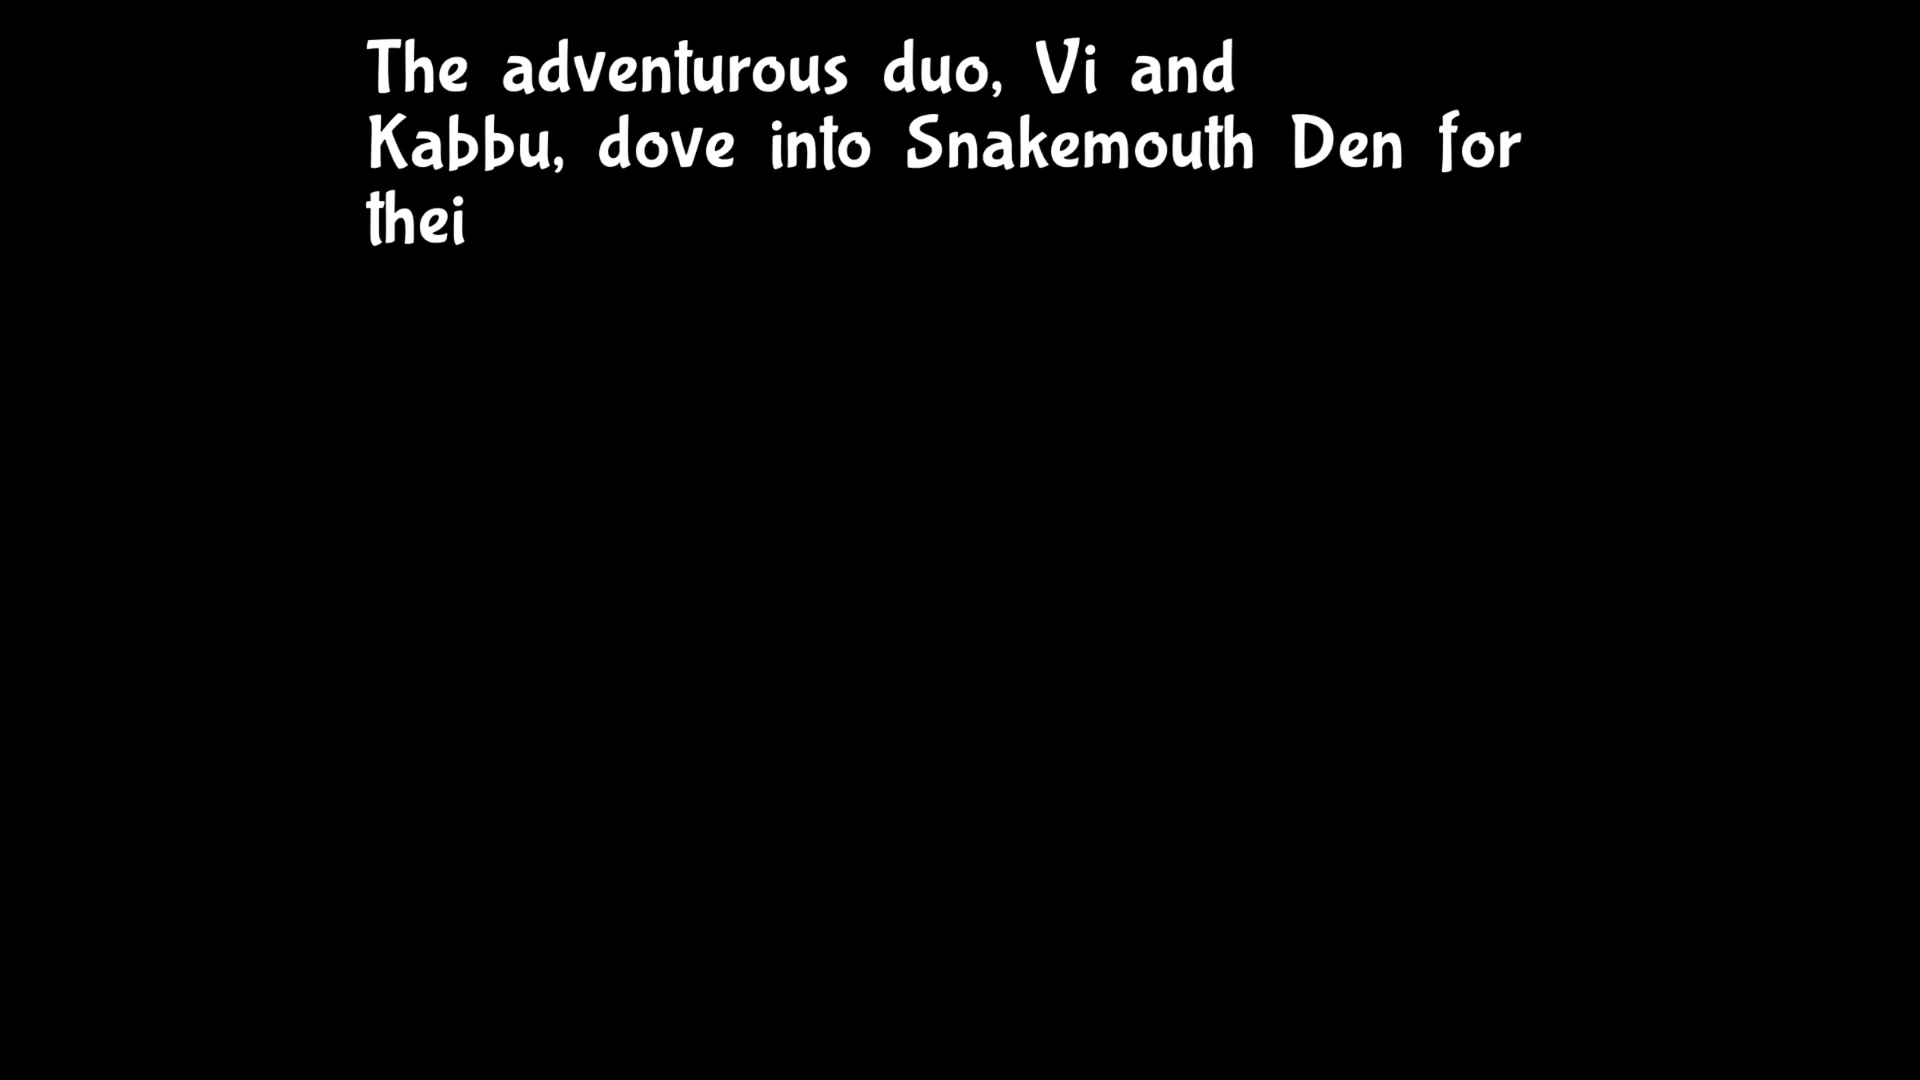 The adventurous duo, Vi and
Kabbu, dove into Snakemouth Den for
thei